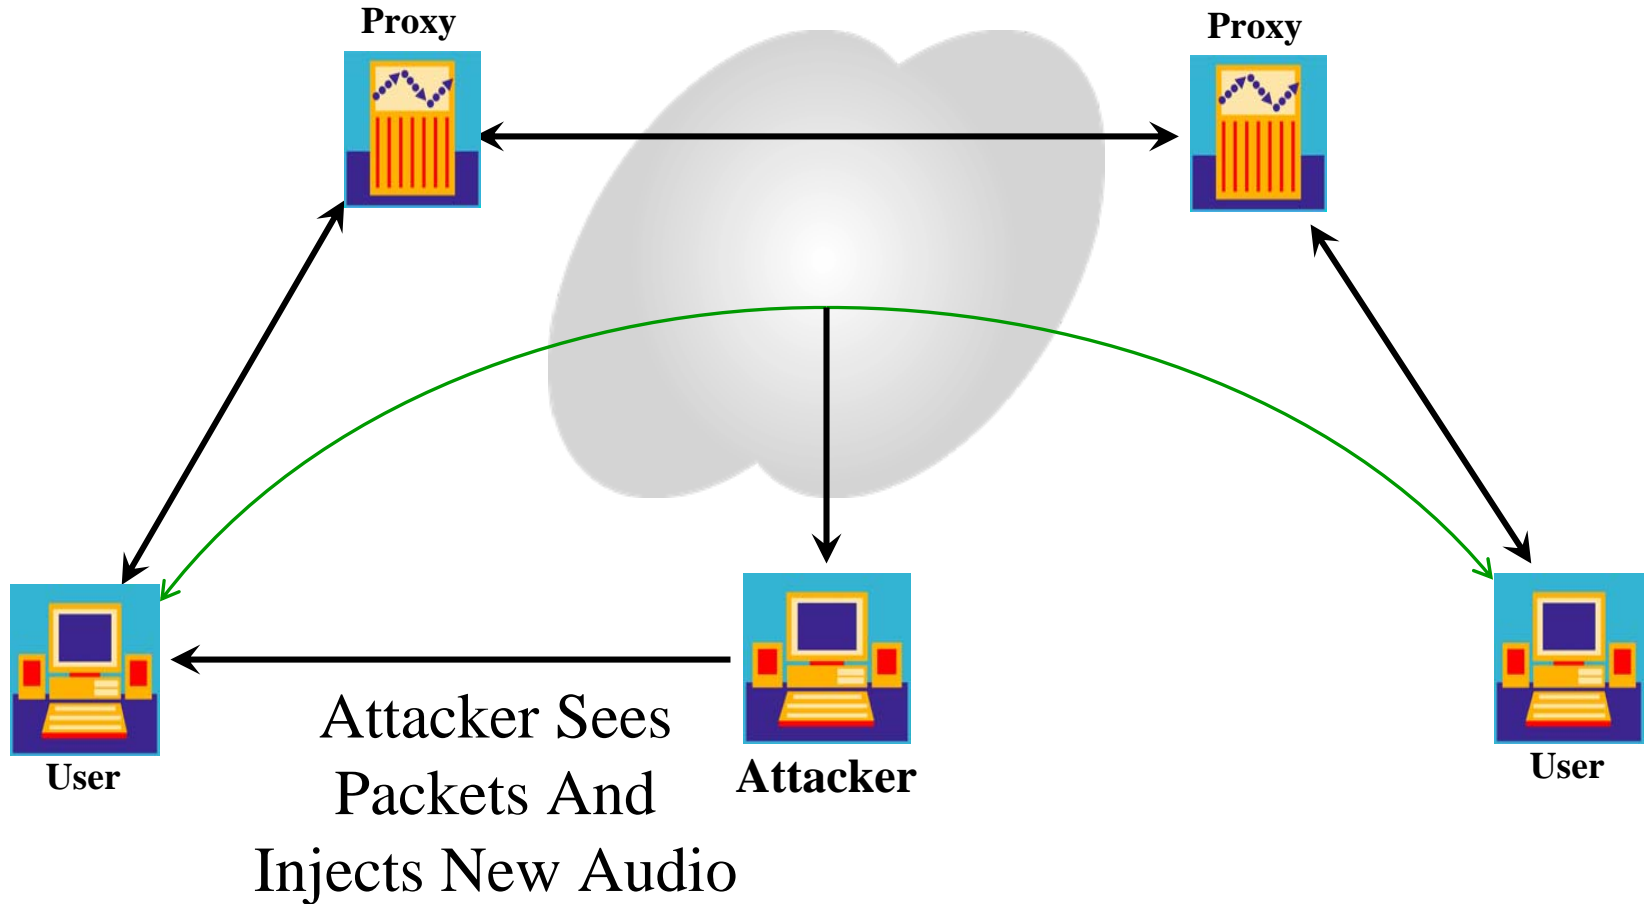 Proxy
Proxy
Attacker Sees
Packets And
Injects New Audio
User
Attacker
User